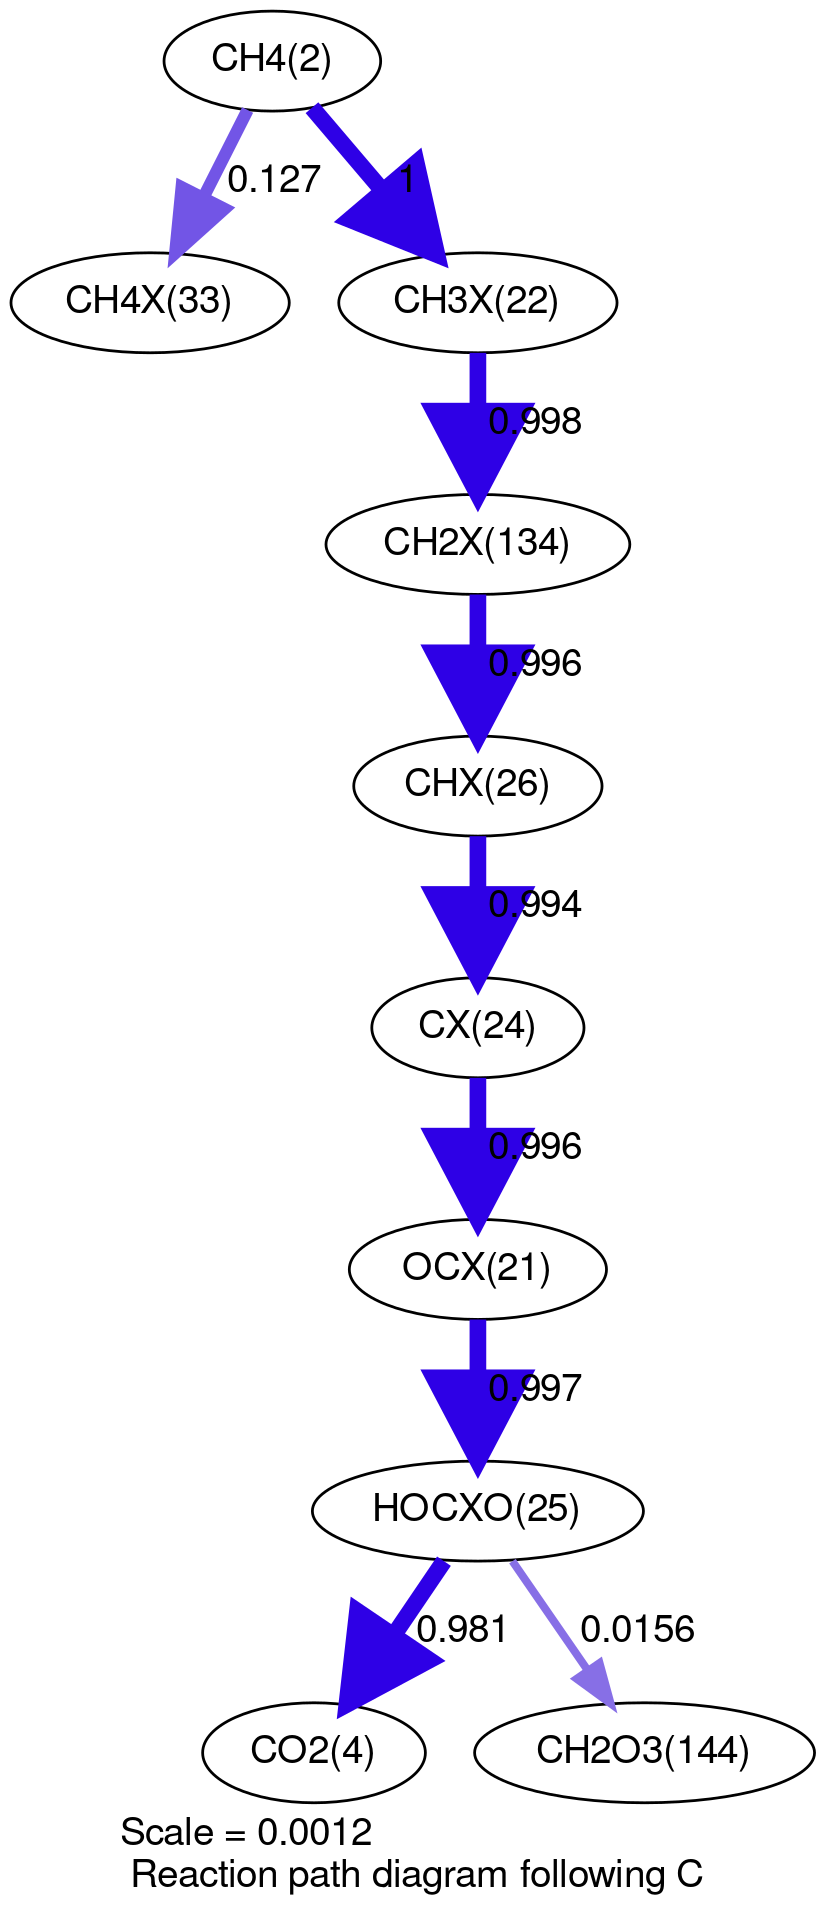 CH4(2)
0.127
1
CH4X(33)
CH3X(22)
0.998
CH2X(134)
0.996
CHX(26)
0.994
CX(24)
0.996
OCX(21)
0.997
HOCXO(25)
0.981
0.0156
CO2(4)
CH2O3(144)
Scale = 0.0012
Reaction path diagram following C